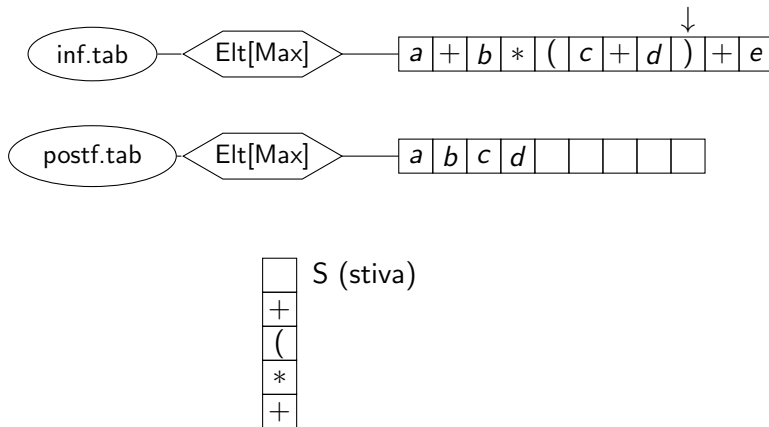 ↓
inf.tab Elt[Max] a + b * ( c + d ) + e
postf.tab Elt[Max] a b c d
S (stiva)
+
(
*
+